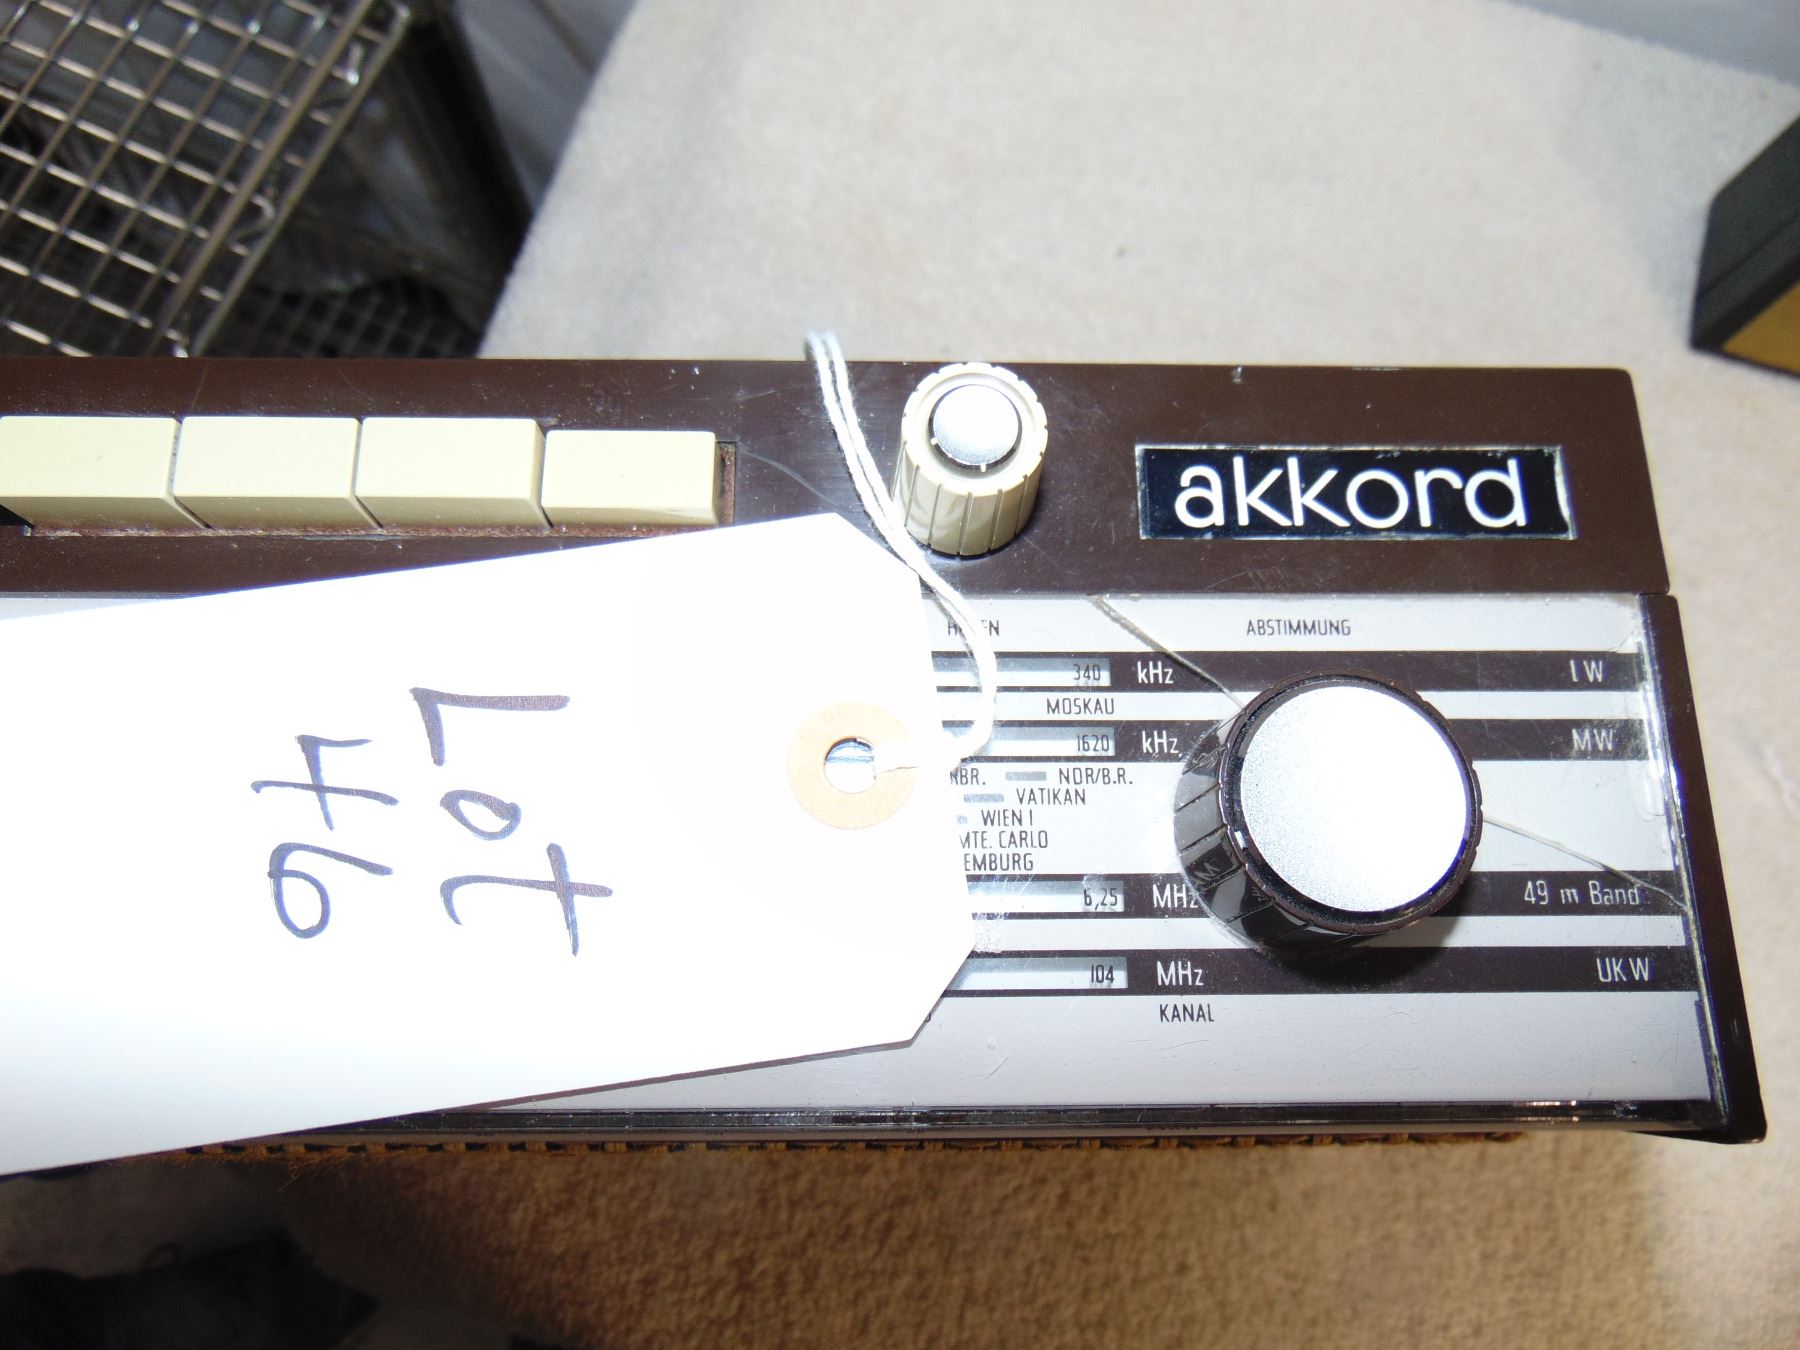 akkord
ABSTIMMUNG
340 kHz LW
MOSKAU
1620 kHz MW
NDR/B.R.
VATIKAN
WIEN I
MTE. CARLO
EMBURG
6,25 MHz 49 m Band
104 MHz UKW
KANAL
Lot
46